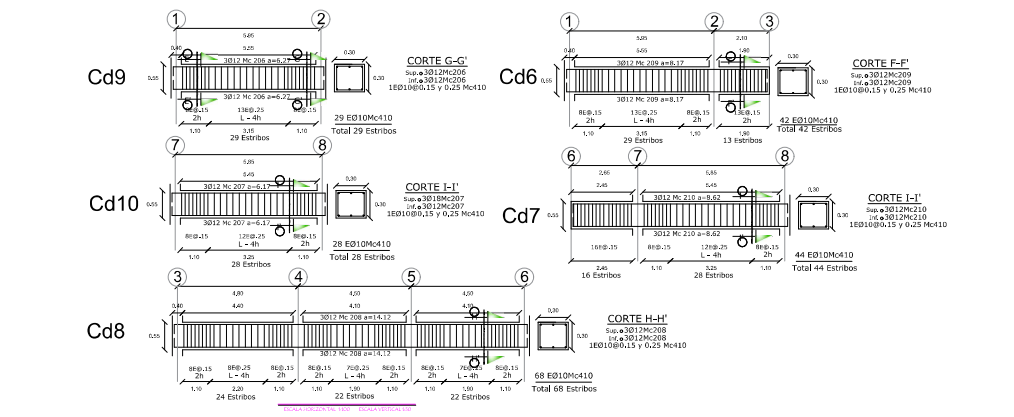 1 2
5,85
0,40 5,55
3Ø12 Mc 206 a=6.27
Cd9
0,55
3Ø12 Mc 206 a=6.27
8E@.15 13E@.25 8E@.15
2h L - 4h 2h
1,10 3,15 1,10
29 Estribos
0,30
0,30
CORTE G-G'
Sup.ø3Ø12Mc206
Inf.ø3Ø12Mc206
1EØ10@0,15 y 0,25 Mc410
29 EØ10Mc410
Total 29 Estribos
1 2 3
5,95 2,10
0,40 5,55 1,90
3Ø12 Mc 209 a=8.17
Cd6
0,55
3Ø12 Mc 209 a=8.17
8E@.15 13E@.25 8E@.15 13E@.15
2h L - 4h 2h 2h
1,10 3,15 1,10 1,90
29 Estribos 13 Estribos
0,30
0,30
CORTE F-F'
Sup.ø3Ø12Mc209
Inf.ø3Ø12Mc209
1EØ10@0,15 y 0,25 Mc410
42 EØ10Mc410
Total 42 Estribos
7 8
5,85
5,45
3Ø12 Mc 207 a=6.17
Cd10
0,55
3Ø12 Mc 207 a=6.17
8E@.15 12E@.25 8E@.15
2h L - 4h 2h
1,10 3,25 1,10
28 Estribos
0,30
0,30
CORTE I-I'
Sup.ø3Ø18Mc207
Inf.ø3Ø12Mc207
1EØ10@0,15 y 0,25 Mc410
28 EØ10Mc410
Total 28 Estribos
6 7 8
2,65 5,85
2,45 5,45
3Ø12 Mc 210 a=8.62
Cd7
0,55
3Ø12 Mc 210 a=8.62
16E@.15 8E@.15 12E@.25 8E@.15
2h L - 4h 2h
2,45 1,10 3,25 1,10
16 Estribos 28 Estribos
0,30
0,30
CORTE I-I'
Sup.ø3Ø12Mc210
Inf.ø3Ø12Mc210
1EØ10@0,15 y 0,25 Mc410
44 EØ10Mc410
Total 44 Estribos
3 4 5 6
4,80 4,50 4,50
0,40 4,40 4,10 4,10
3Ø12 Mc 208 a=14.12
Cd8
0,55
3Ø12 Mc 208 a=14.12
8E@.15 8E@.25 8E@.15 8E@.15 7E@.25 8E@.15 8E@.15 7E@.25 8E@.15
2h L - 4h 2h 2h L - 4h 2h 2h L - 4h 2h
1,10 2,20 1,10 1,10 1,90 1,10 1,10 1,90 1,10
24 Estribos 22 Estribos 22 Estribos
0,30
0,30
CORTE H-H'
Sup.ø3Ø12Mc208
Inf.ø3Ø12Mc208
1EØ10@0,15 y 0,25 Mc410
68 EØ10Mc410
Total 68 Estribos